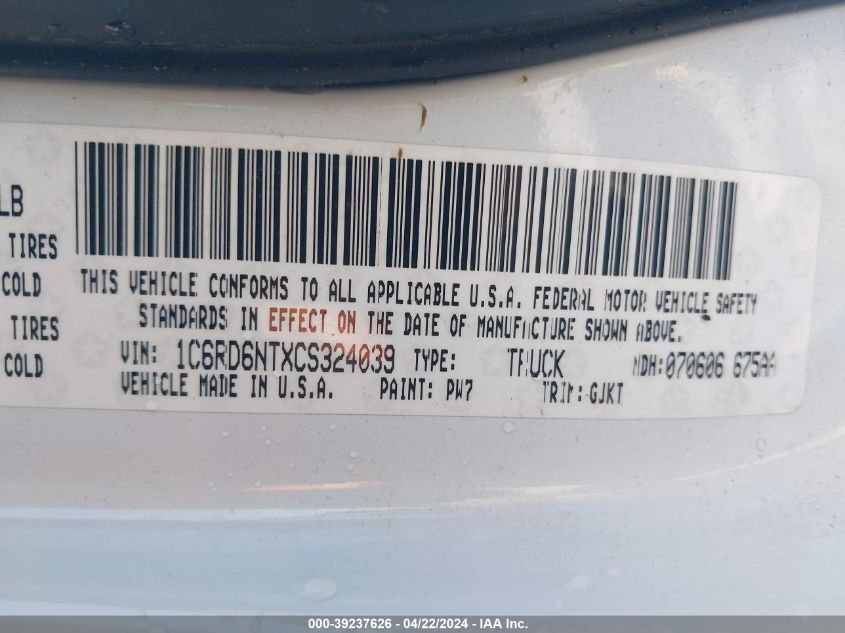 LB
TIRES
COLD
TIRES
COLD
THIS VEHICLE CONFORMS TO ALL APPLICABLE U.S.A. FEDERAL MOTOR VEHICLE SAFETY
STANDARDS IN EFFECT ON THE DATE OF MANUFACTURE SHOWN ABOVE.
VIN: 1C6RD6NTXCS324039 TYPE: TRUCK MDH:070606 675AA
VEHICLE MADE IN U.S.A. PAINT: PW7 TRIM:GJKT
000-39237626 - 04/22/2024 - IAA Inc.